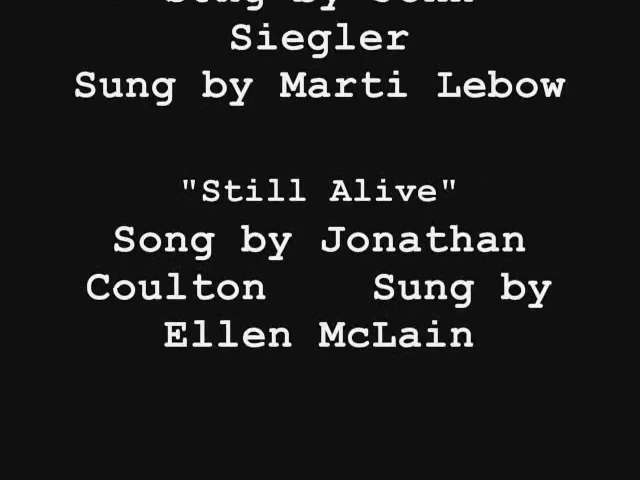 Siegler
Sung by Marti Lebow
"Still Alive"
Song by Jonathan
Coulton Sung by
Ellen McLain